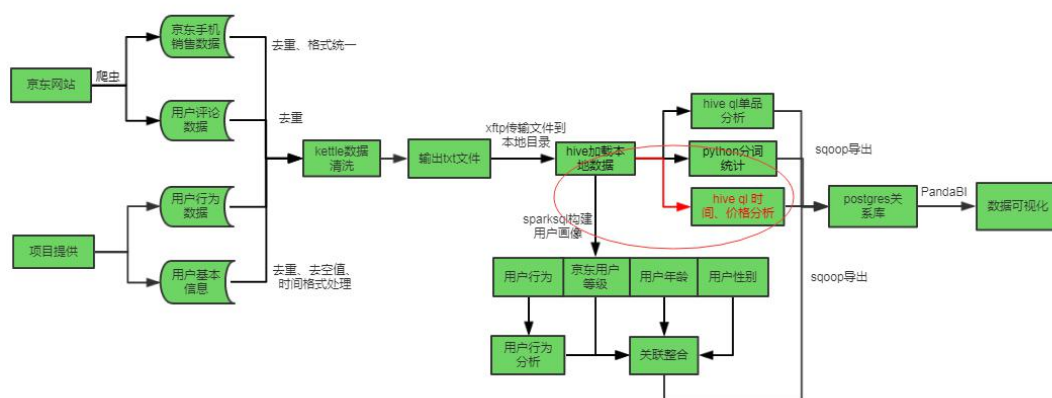 京东手机
销售数据
去重、格式统一
京东网站
爬虫
用户评论
数据
去重
kettle数据
清洗
输出txt文件
xftp传输文件到
本地目录
hive加载本
地数据
hive ql单品
分析
python分词
统计
hive ql 时
间、价格分析
sqoop导出
postgres关
系库
PandaBI
数据可视化
用户行为
数据
项目提供
用户基本
信息
去重、去空值、
时间格式处理
sparksql构建
用户画像
用户行为
京东用户
等级
用户年龄
用户性别
sqoop导出
用户行为
分析
关联整合